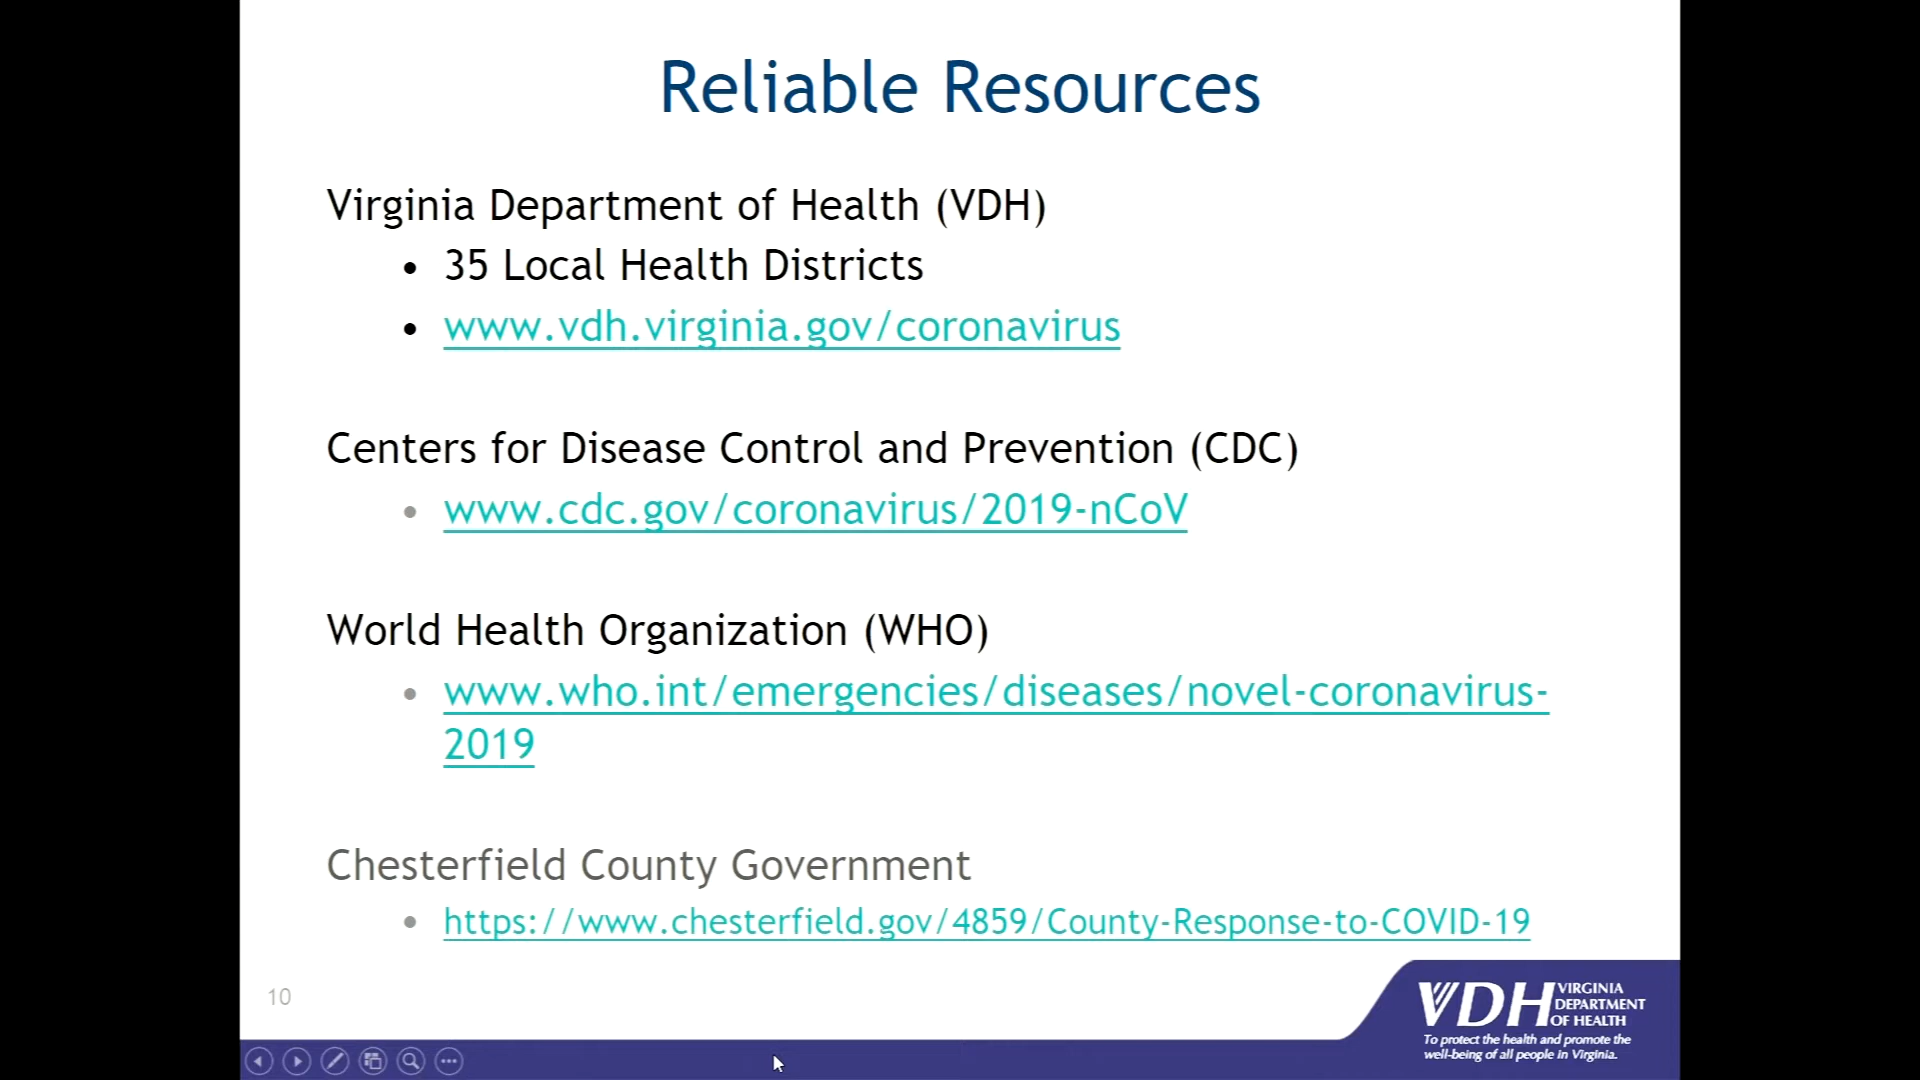 Reliable Resources
Virginia Department of Health (VDH)
• 35 Local Health Districts
• www.vdh.virginia.gov/coronavirus
Centers for Disease Control and Prevention (CDC)
• www.cdc.gov/coronavirus/2019-nCoV
World Health Organization (WHO)
• www.who.int/emergencies/diseases/novel-coronavirus-
2019
Chesterfield County Government
• https://www.chesterfield.gov/4859/County-Response-to-COVID-19
10
VDH VIRGINIA
DEPARTMENT
OF HEALTH
To protect the health and promote the
well-being of all people in Virginia.